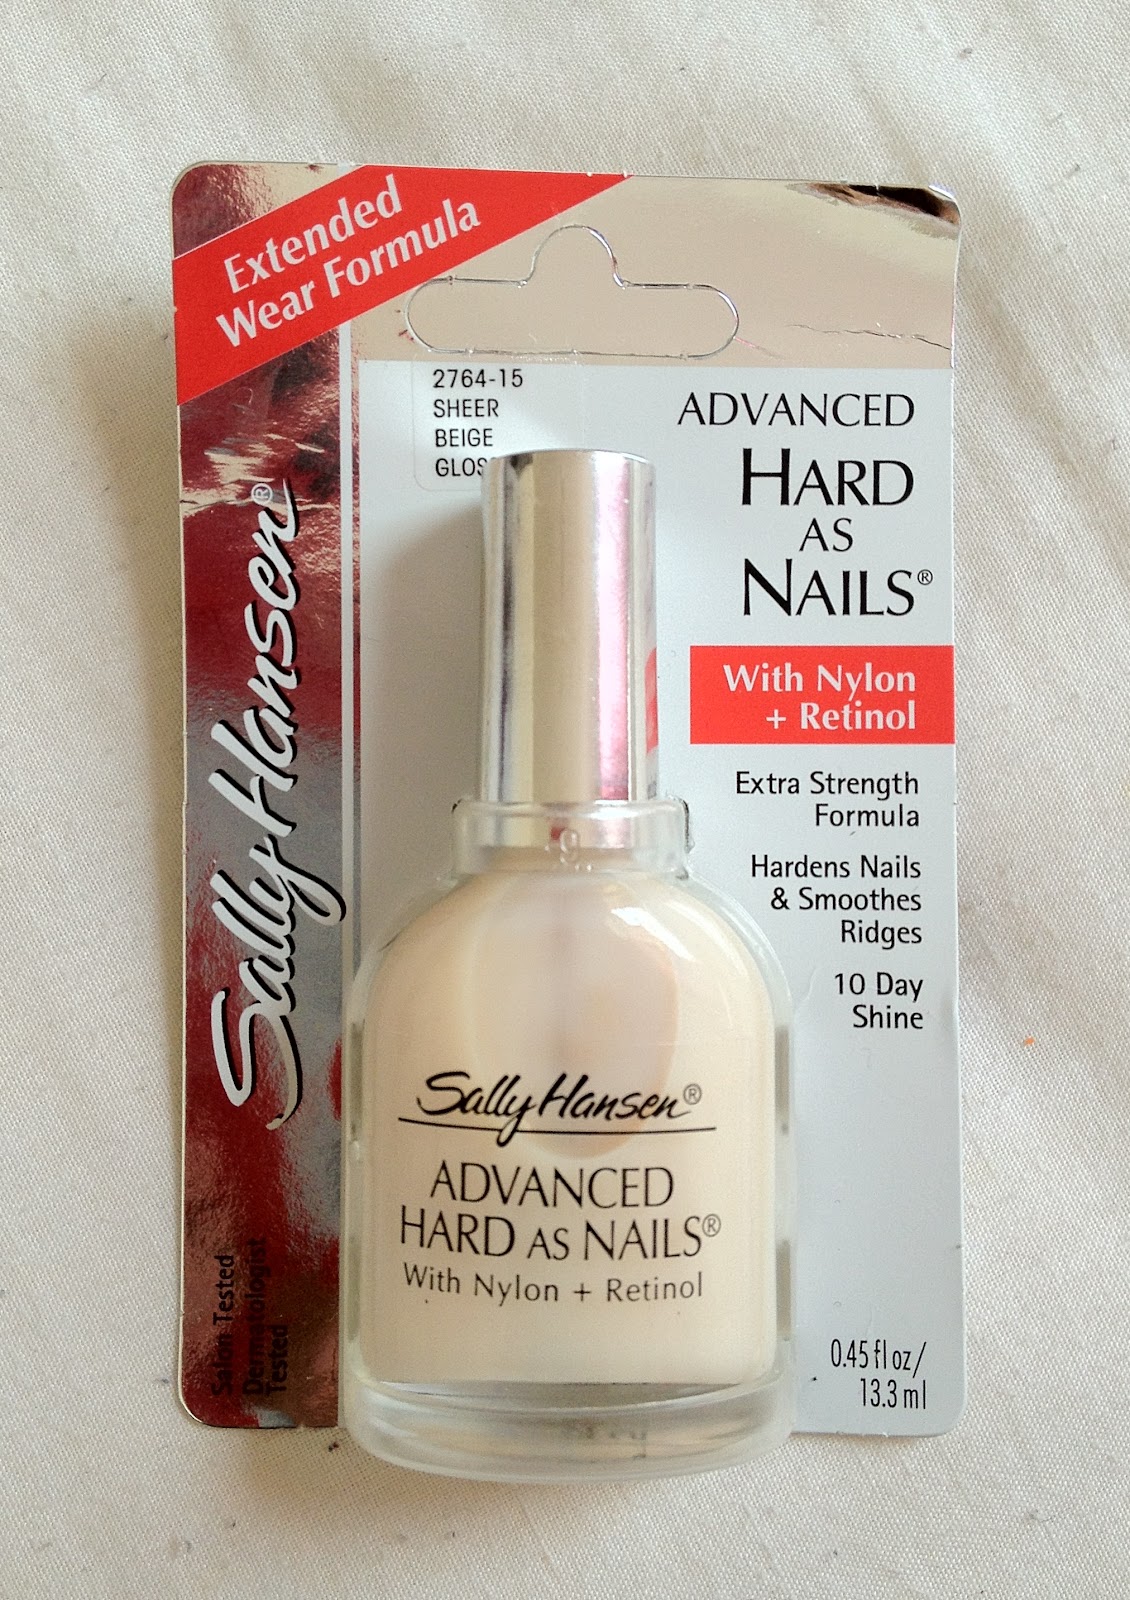 Extended
Wear Formula
2764-15
SHEER
BEIGE
ADVANCED
HARD
AS
NAILS®
With Nylon
+ Retinol
Extra Strength
Formula
Hardens Nails
& Smoothes
Ridges
10 Day
Shine
Sally Hansen®
Salon Tested
Dermatologist
Tested
Sally Hansen®
ADVANCED
HARD AS NAILS®
With Nylon + Retinol
0.45 fl oz/
13.3 ml